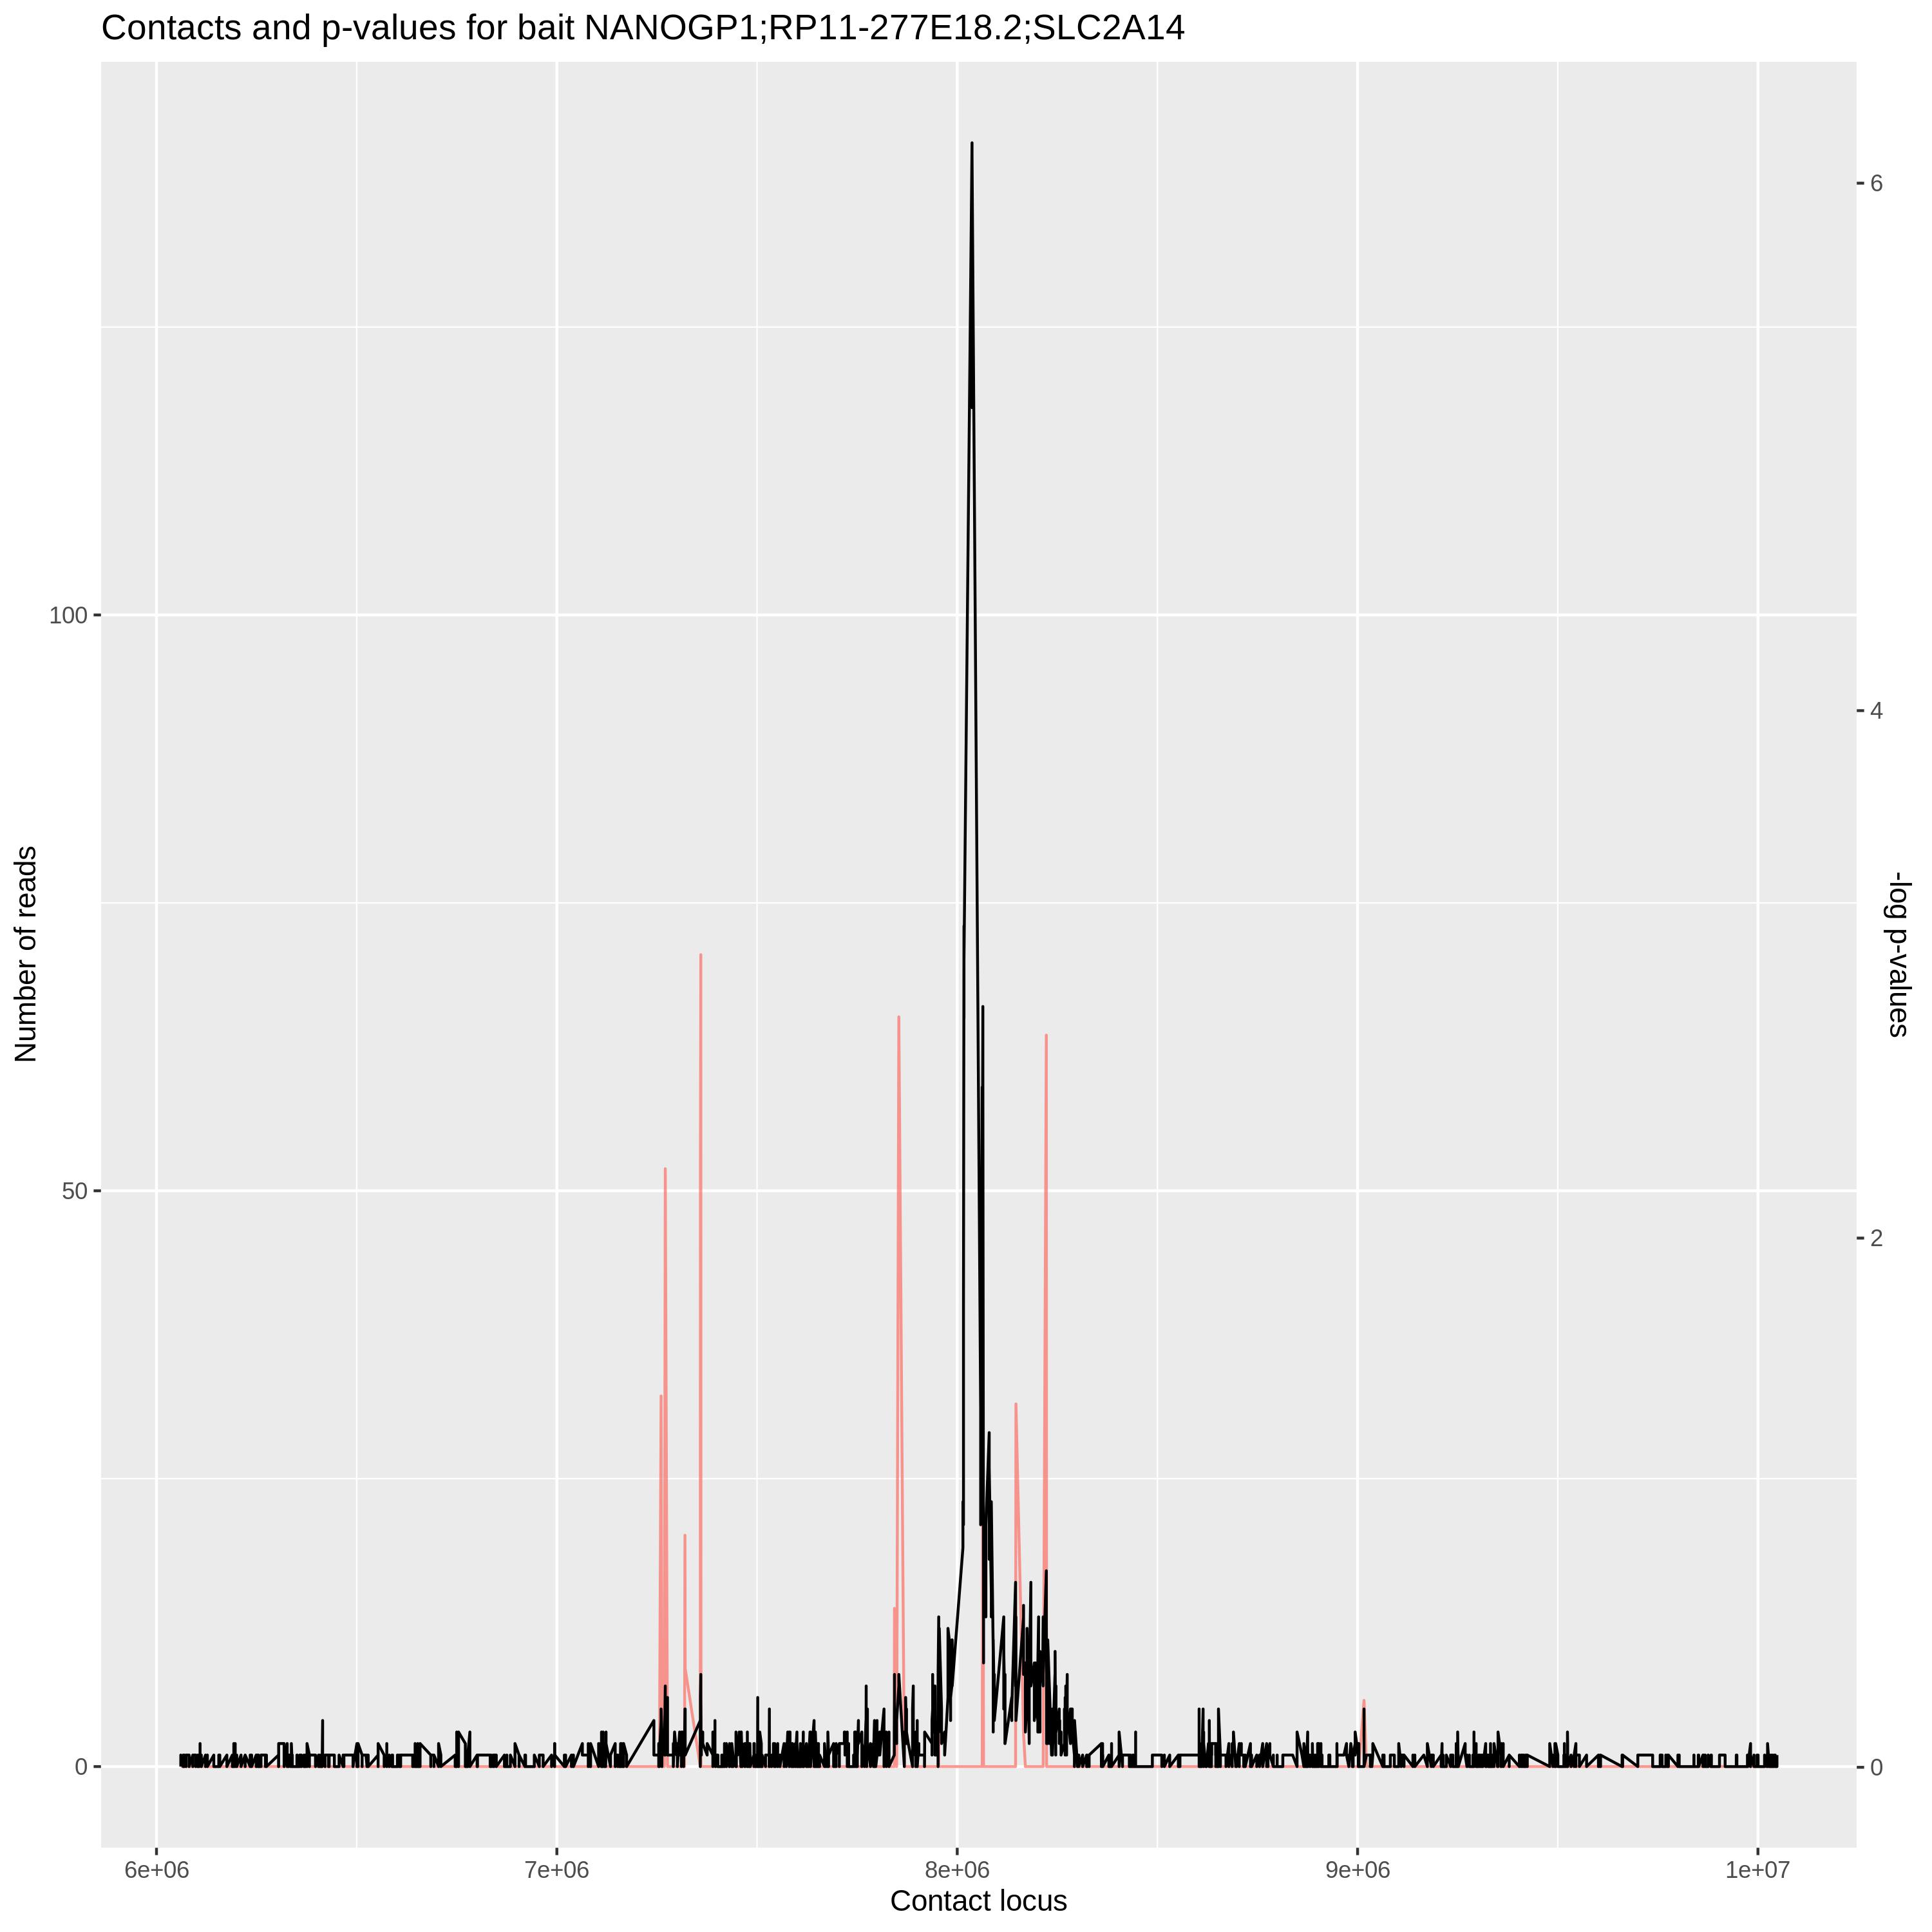 Contacts and p-values for bait NANOGP1;RP11-277E18.2;SLC2A14
Number of reads
100
50
0
6
4
2
0
-log p-values
6e+06 7e+06 8e+06 9e+06 1e+07
Contact locus